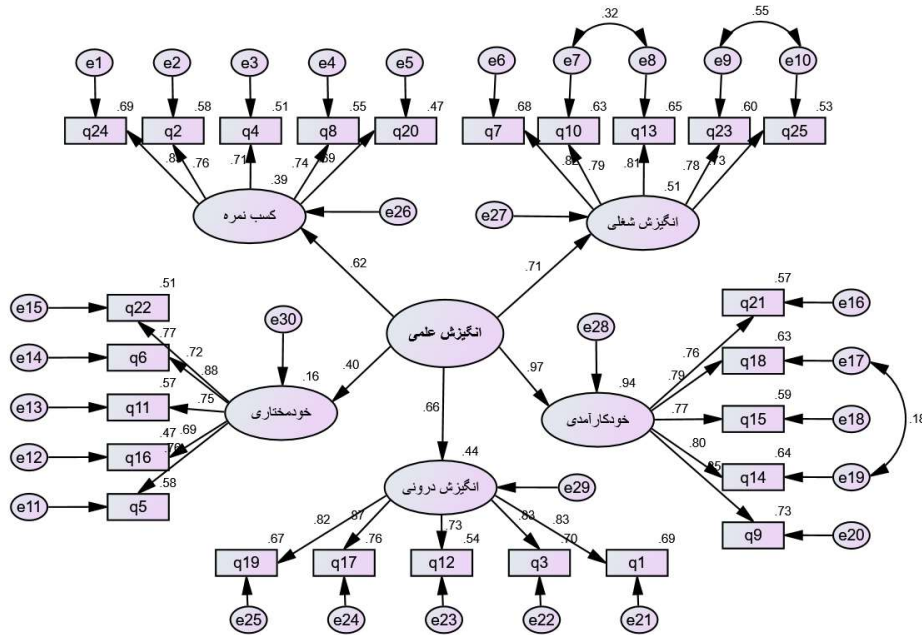 .32
.55
e1
e2
e3
e4
e5
e6
e7
e8
e9
e10
.69
.58
.51
.55
.47
.68
.63
.65
.60
.53
q24
q2
q4
q8
q20
q7
q10
q13
q23
q25
.76
.71
.74
.69
.79
.81
.78
.73
.39
.51
کسب نمره
e26
e27
انگیزش شغلی
.62
.71
.51
.57
e15
q22
e30
انگیزش علمی
e28
q21
e16
.77
.72
.76
.63
e14
q6
.88
.40
.97
.79
q18
e17
.57
.75
.16
.94
.59
e13
q11
خودمختاری
.66
خودکارآمدی
.77
q15
e18
.18
.47
.69
.80
.64
e12
q16
.76
.44
.85
q14
e19
.58
انگیزش درونی
e29
e11
q5
.73
q9
e20
.82
.87
.73
.83
.83
.67
.76
.54
.70
.69
q19
q17
q12
q3
q1
e25
e24
e23
e22
e21